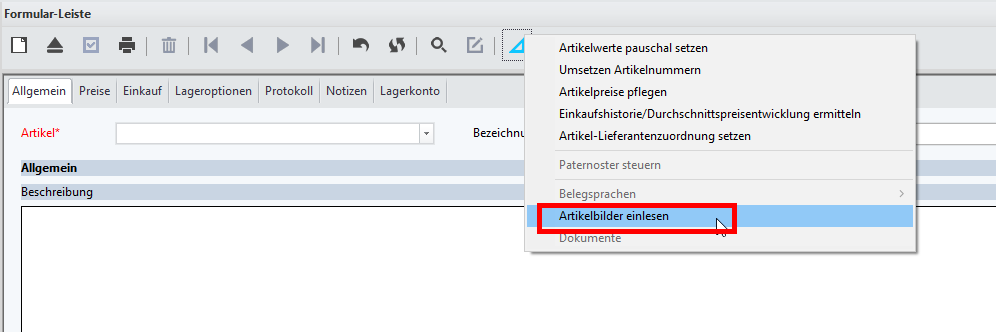 Formular-Leiste
Allgemein Preise Einkauf Lageroptionen Protokoll Notizen Lagerkonto
Artikel* Bezeichnu
Allgemein
Beschreibung
Artikelwerte pauschal setzen
Umsetzen Artikelnummern
Artikelpreise pflegen
Einkaufshistorie/Durchschnittspreisentwicklung ermitteln
Artikel-Lieferantenzuordnung setzen
Paternoster steuern
Belegsprachen
Artikelbilder einlesen
Dokumente